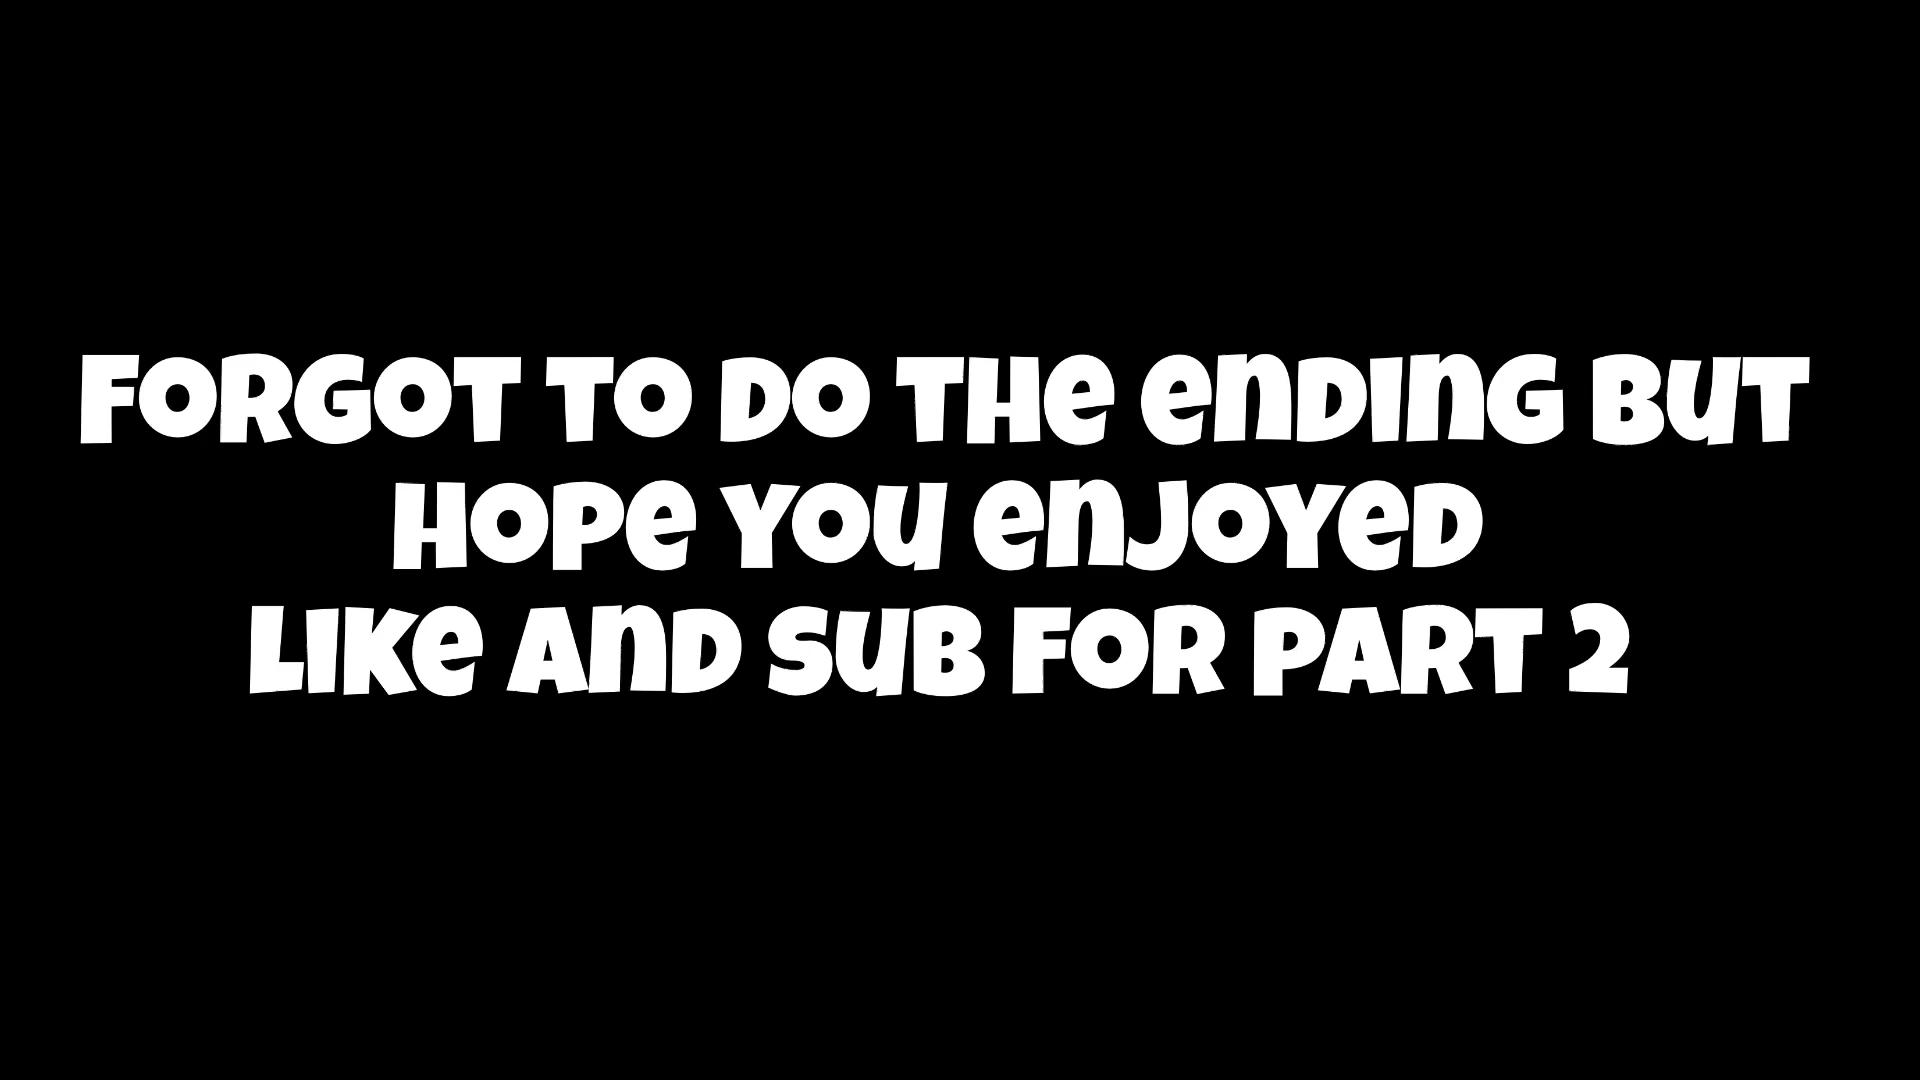 FORGOT TO DO THE ENDING BUT
HOPE YOU ENJOYED
LIKE AND SUB FOR PART 2